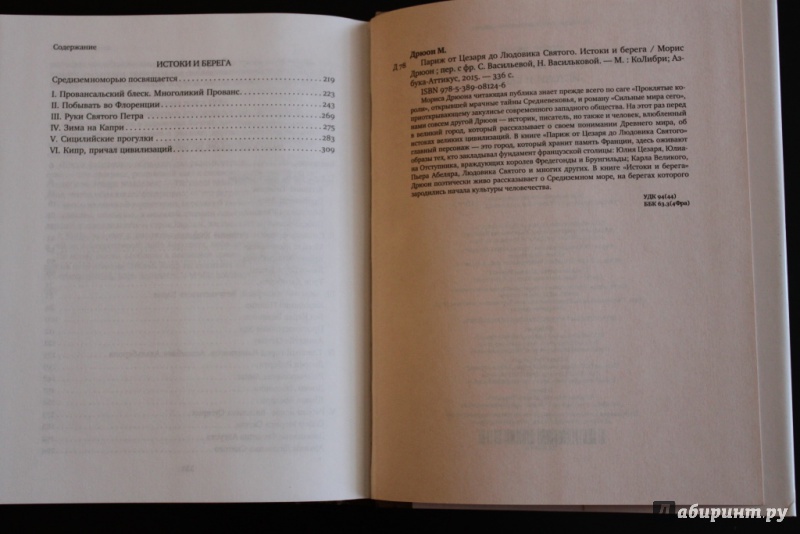 Содержание
ИСТОКИ И БЕРЕГА
Средиземноморью посвящается 219
I. Провансальский блеск. Многоликий Прованс. 223
II. Побывать во Флоренции 243
III. Руки Святого Петра 269
IV. Зима на Капри 275
V. Сицилийские прогулки 283
VI. Кипр, причал цивилизаций 309
Дрюон М.
Д 78 Париж от Цезаря до Людовика Святого. Истоки и берега / Морис
Дрюон ; пер. с фр. С. Васильевой, Н. Васильковой. — М. : КоЛибри; Аз-
бука-Аттикус, 2015. — 336 с.
ISBN 978-5-389-08124-6
Мориса Дрюона читающая публика знает прежде всего по саге «Проклятые ко-
роли», открывшей мрачные тайны Средневековья, и роману «Сильные мира сего»,
приоткрывающему закулисье современного западного общества. На этот раз перед
нами совсем другой Дрюон — историк, писатель, но также и человек, влюбленный
в великий город, который рассказывает о своем понимании Древнего мира, об
истоках великих цивилизаций. В книге «Париж от Цезаря до Людовика Святого»
главный персонаж — это город, который хранит память Франции, здесь оживают
образы тех, кто закладывал фундамент французской столицы: Юлия Цезаря, Юлиа-
на Отступника, враждующих королев Фредегонды и Брунгильды; Карла Великого,
Пьера Абеляра, Людовика Святого и многих других. В книге «Истоки и берега»
Дрюон поэтически живо рассказывает о Средиземном море, на берегах которого
зародились начала культуры человечества.
УДК 94(44)
ББК 63.3(4Фра)
Лабиринт.ру